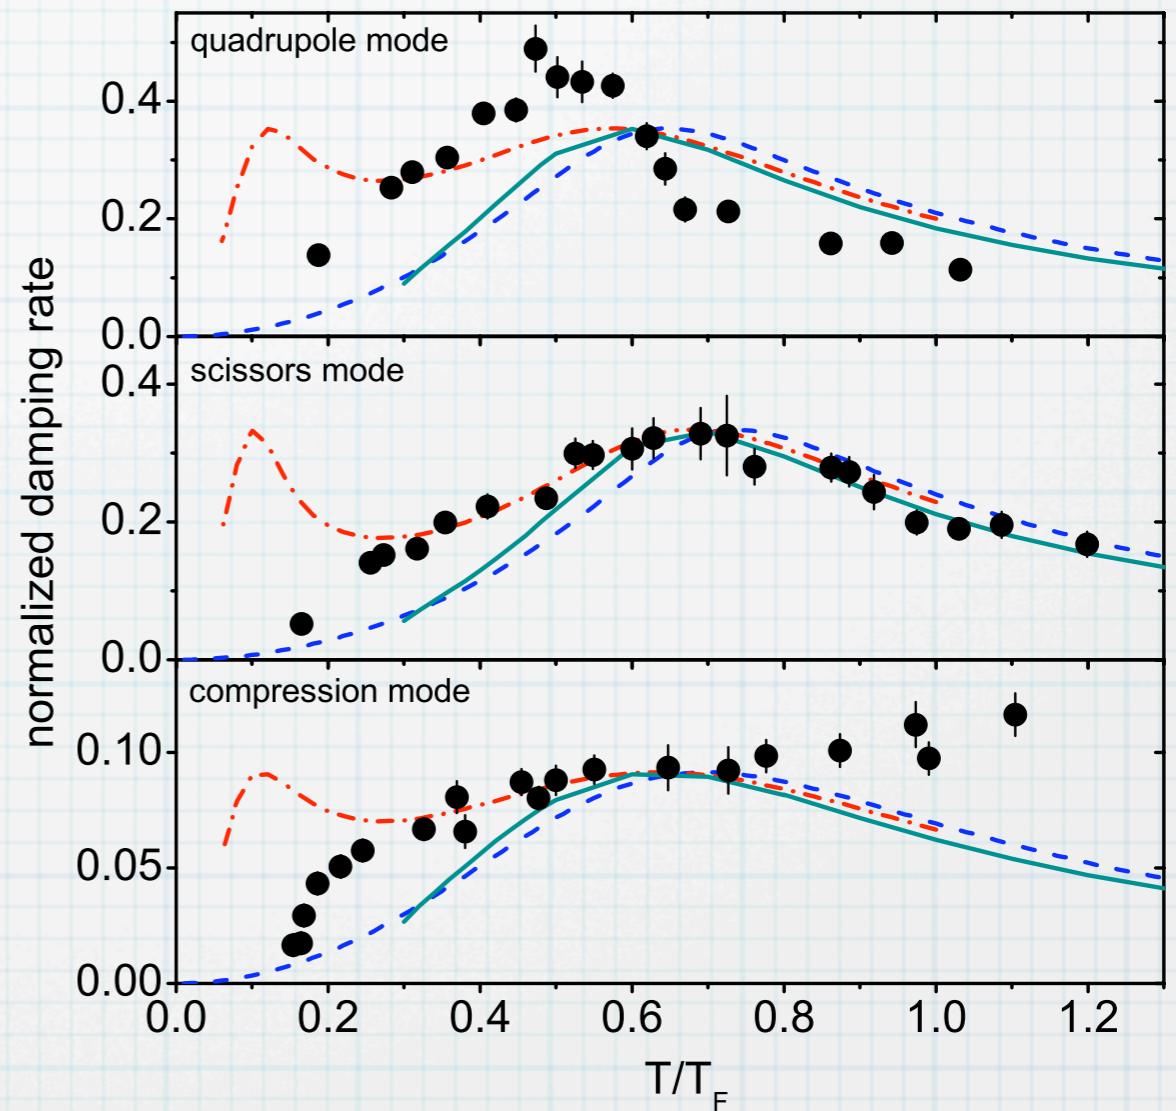 quadrupole mode
0.4
0.2
0.0
scissors mode
0.4
0.2
0.0
compression mode
0.10
0.05
0.00
normalized damping rate
0.0 0.2 0.4 0.6 0.8 1.0 1.2
T/T_F